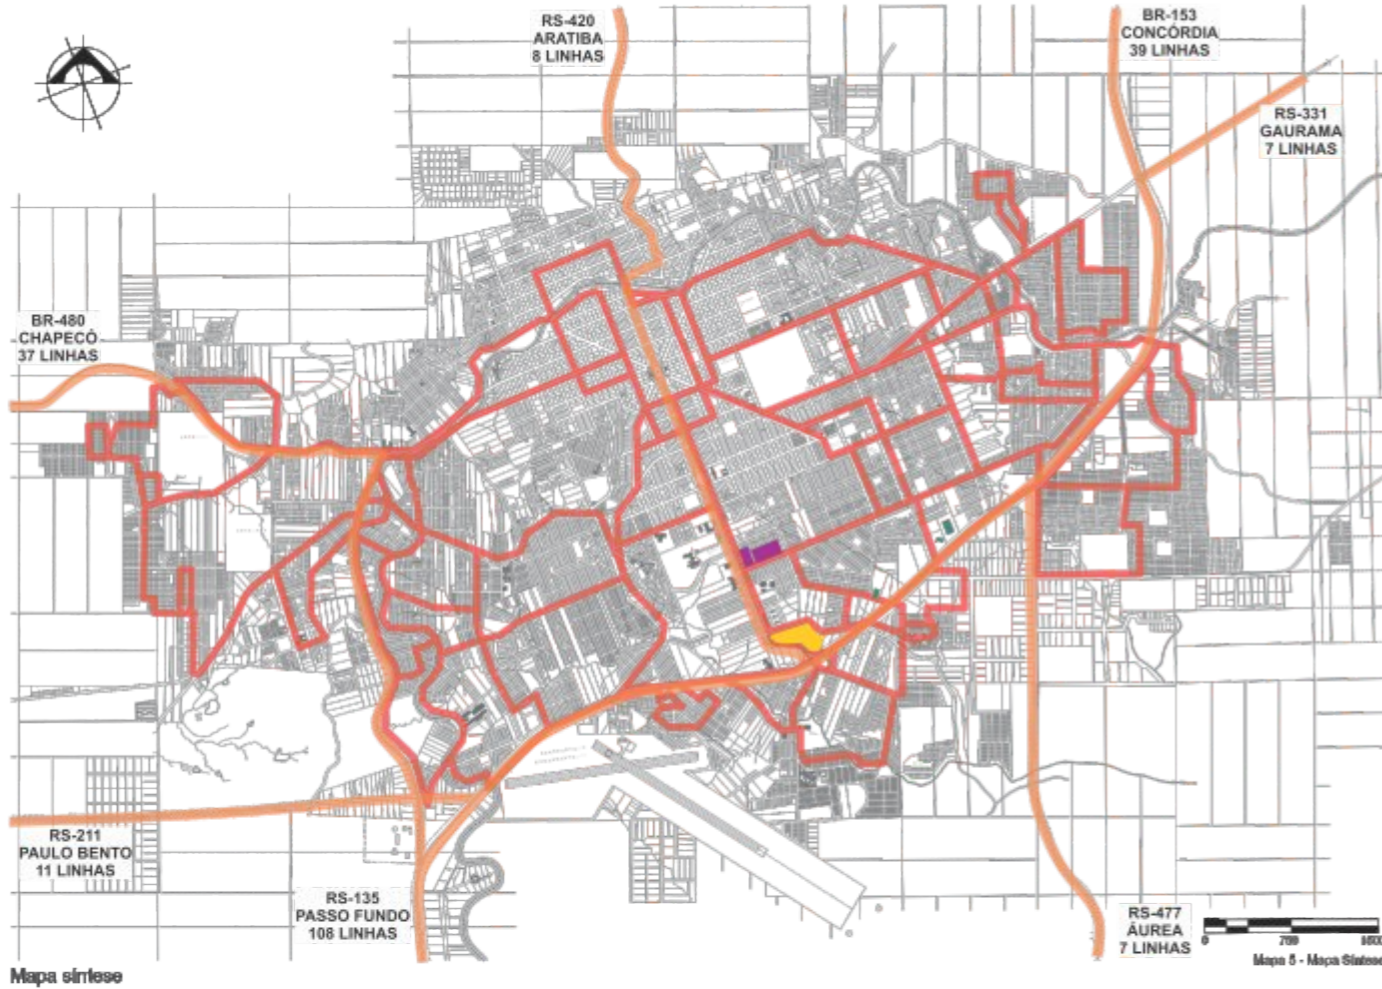 RS-420
ARATIBA
8 LINHAS
BR-153
CONCÓRDIA
39 LINHAS
RS-331
GAURAMA
7 LINHAS
BR-480
CHAPECÓ
37 LINHAS
RS-211
PAULO BENTO
11 LINHAS
RS-135
PASSO FUNDO
108 LINHAS
RS-477
ÁUREA
7 LINHAS
0 750 1500
Mapa 5 - Mapa Síntese
Mapa síntese